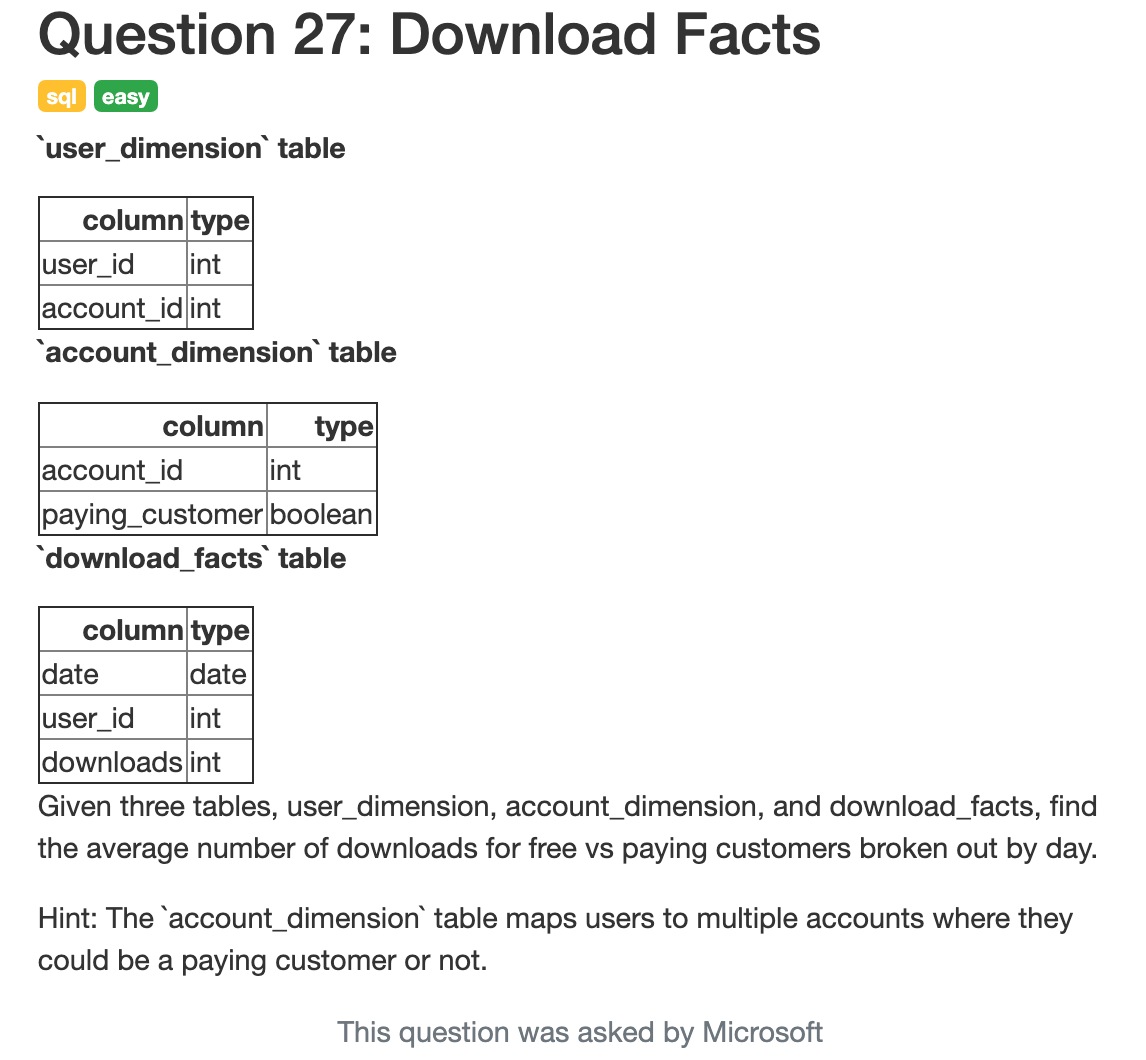 Question 27: Download Facts
sql easy
`user_dimension` table
column type
user_id int
account_id int
`account_dimension` table
column type
account_id int
paying_customer boolean
`download_facts` table
column type
date date
user_id int
downloads int
Given three tables, user_dimension, account_dimension, and download_facts, find
the average number of downloads for free vs paying customers broken out by day.
Hint: The `account_dimension` table maps users to multiple accounts where they
could be a paying customer or not.
This question was asked by Microsoft